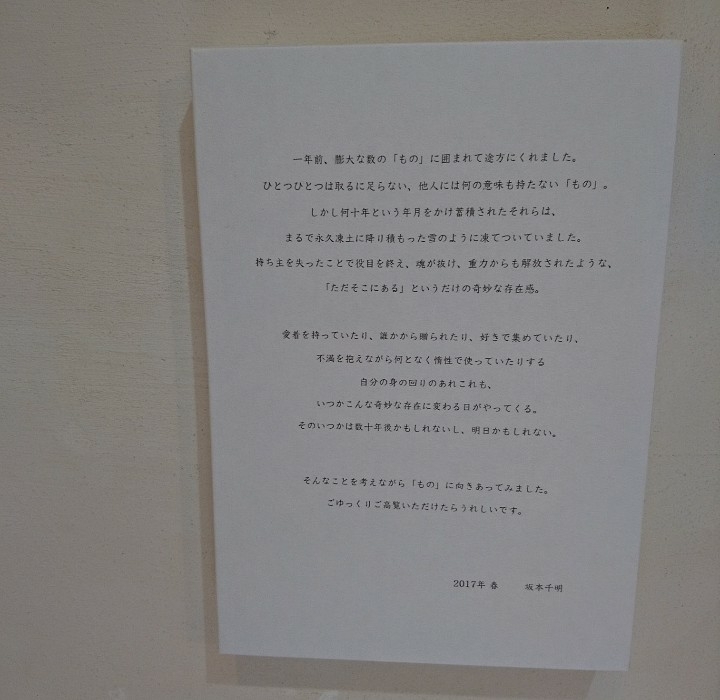 一年前、膨大な数の「もの」に囲まれて途方にくれました。
ひとつひとつは取るに足らない、他人には何の意味も持たない「もの」。
しかし何十年という年月をかけ蓄積されたそれらは、
まるで永久凍土に降り積もった雪のように凍てついていました。
持ち主を失ったことで役目を終え、魂が抜け、重力からも解放されたような、
「ただそこにある」というだけの奇妙な存在感。
愛着を持っていたり、誰かから贈られたり、好きで集めていたり、
不満を抱えながら何となく惰性で使っていたりする
自分の身の回りのあれこれも、
いつかこんな奇妙な存在に変わる日がやってくる。
そのいつかは数十年後かもしれないし、明日かもしれない。
そんなことを考えながら「もの」に向きあってみました。
ごゆっくりご高覧いただけたらうれしいです。
2017年 春 坂本千明